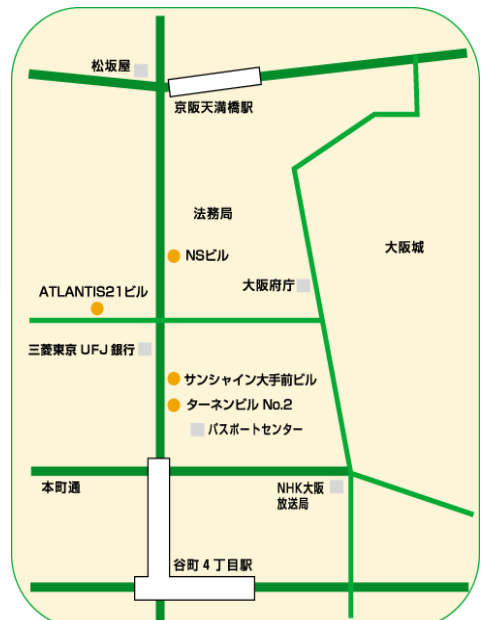 松坂屋
京阪天満橋駅
法務局
大阪城
NSビル
大阪府庁
ATLANTIS21ビル
三菱東京 UFJ 銀行
サンシャイン大手前ビル
ターネンビル No.2
パスポートセンター
本町通
NHK大阪
放送局
谷町 4 丁目駅